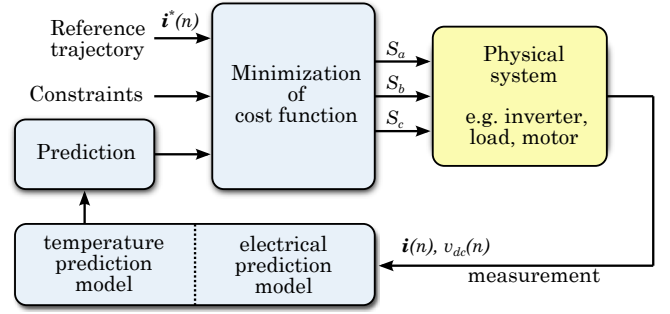 Reference
trajectory
i*(n)
Constraints
Prediction
Minimization
of
cost function
Sa
Sb
Sc
Physical
system
e.g. inverter,
load, motor
temperature
prediction
model
electrical
prediction
model
i(n), vdc(n)
measurement